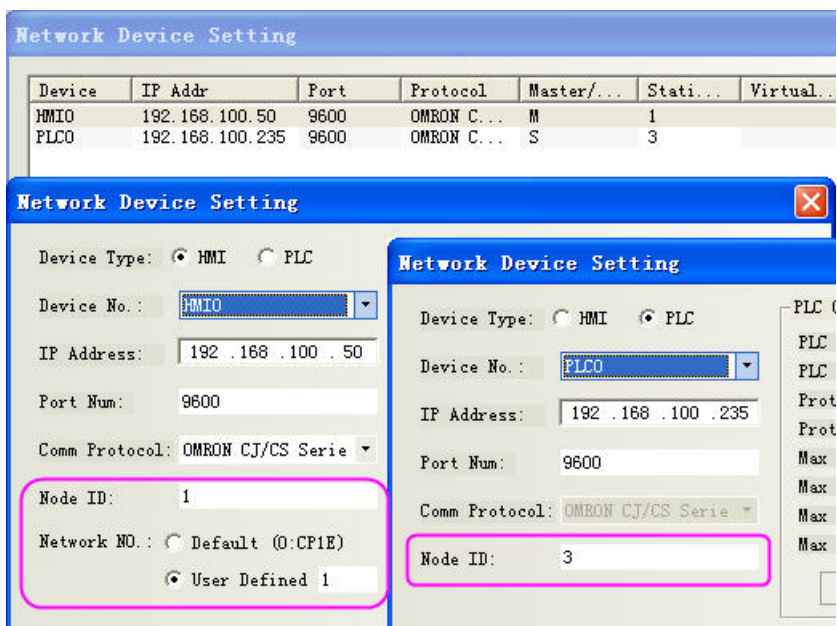 Network Device Setting
Device IP Addr Port Protocol Master/... Stati... Virtual...
HMI0 192.168.100.50 9600 OMRON C... M 1
PLC0 192.168.100.235 9600 OMRON C... S 3
Network Device Setting
Device Type: HMI PLC
Device No.: HMI0
IP Address: 192 .168 .100 . 50
Port Num: 9600
Comm Protocol: OMRON CJ/CS Serie
Node ID: 1
Network NO.: Default (0:CP1E)
User Defined 1
Network Device Setting
Device Type: HMI PLC
Device No.: PLC0
IP Address: 192 .168 .100 .235
Port Num: 9600
Comm Protocol: OMRON CJ/CS Serie
Node ID: 3
PLC
PLC
PLC
Prot
Prot
Max
Max
Max
Max